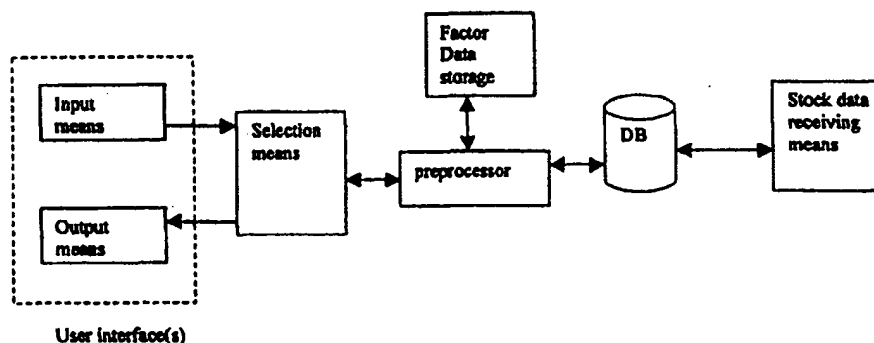 Factor
Data
storage
Input
means
Selection
means
Output
means
preprocessor
DB
Stock data
receiving
means
User interface(s)